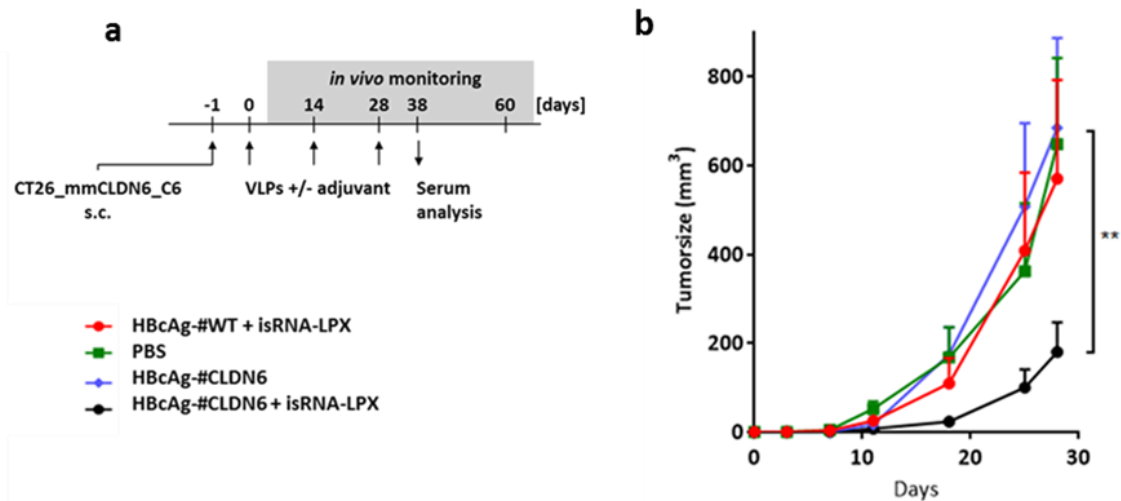 a
in vivo monitoring
-1 0 14 28 38 60 [days]
CT26_mmCLDN6_C6
s.c.
VLPs +/- adjuvant
Serum
analysis
HBcAg-#WT + isRNA-LPX
PBS
HBcAg-#CLDN6
HBcAg-#CLDN6 + isRNA-LPX
b
Tumorsize (mm³)
800
600
400
200
0
0 10 20 30
Days
**